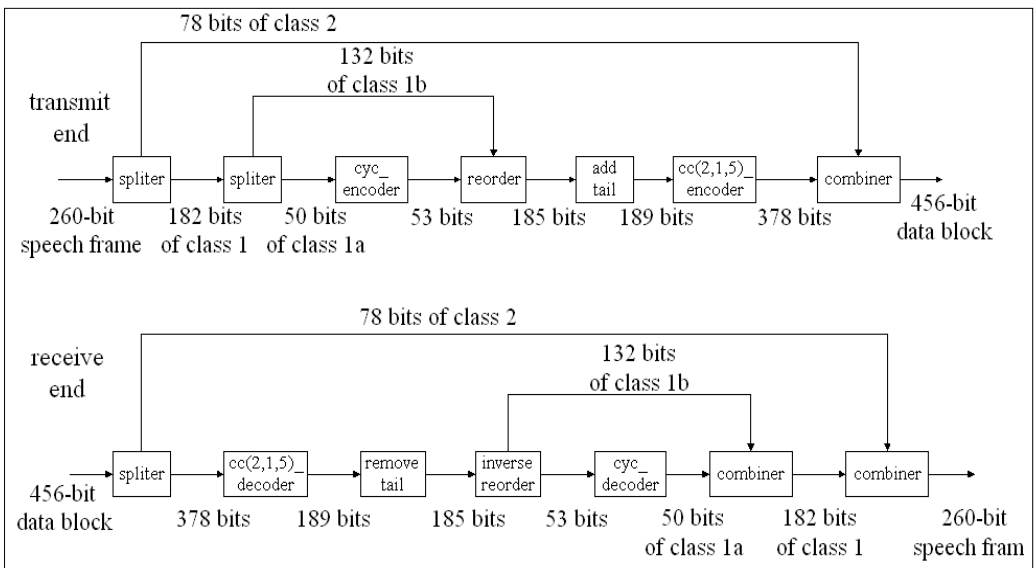 78 bits of class 2
132 bits
of class 1b
transmit
end
spliter
spliter
cyc_
encoder
reorder
add
tail
cc(2,1,5)_
encoder
combiner
260-bit
speech frame
182 bits
of class 1
50 bits
of class 1a
53 bits
185 bits
189 bits
378 bits
456-bit
data block
78 bits of class 2
receive
end
132 bits
of class 1b
spliter
cc(2,1,5)_
decoder
remove
tail
inverse
reorder
cyc_
decoder
combiner
combiner
456-bit
data block
378 bits
189 bits
185 bits
53 bits
50 bits
of class 1a
182 bits
of class 1
260-bit
speech fram